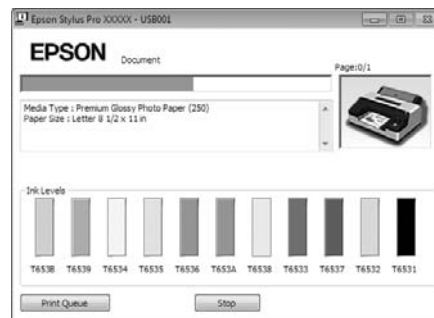 Epson Stylus Pro XXXXX - USB001
EPSON
Document
Page:0/1
Media Type : Premium Glossy Photo Paper (250)
Paper Size : Letter 8 1/2 x 11 in
Ink Levels
T653B T6539 T6534 T6535 T6536 T653A T6538 T6533 T6537 T6532 T6531
Print Queue Stop